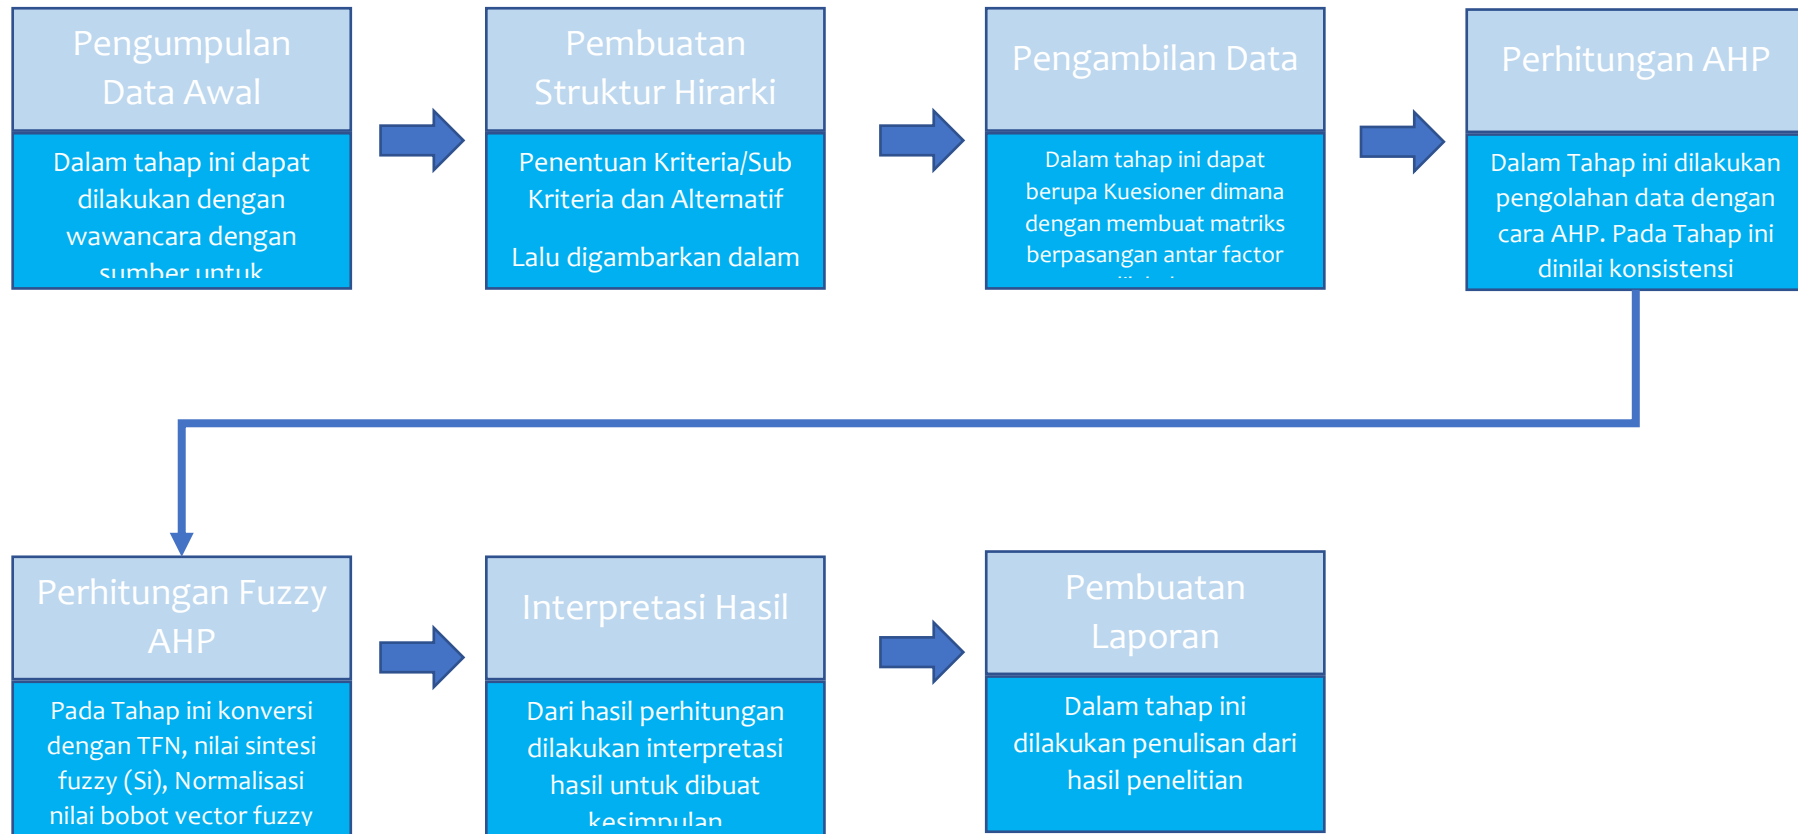 Pengumpulan
Data Awal
Dalam tahap ini dapat
dilakukan dengan
wawancara dengan
sumber untuk
Pembuatan
Struktur Hirarki
Penentuan Kriteria/Sub
Kriteria dan Alternatif
Lalu digambarkan dalam
Pengambilan Data
Dalam tahap ini dapat
berupa Kuesioner dimana
dengan membuat matriks
berpasangan antar factor
Perhitungan AHP
Dalam Tahap ini dilakukan
pengolahan data dengan
cara AHP. Pada Tahap ini
dinilai konsistensi
Perhitungan Fuzzy
AHP
Pada Tahap ini konversi
dengan TFN, nilai sintesi
fuzzy (Si), Normalisasi
nilai bobot vector fuzzy
Interpretasi Hasil
Dari hasil perhitungan
dilakukan interpretasi
hasil untuk dibuat
kesimpulan
Pembuatan
Laporan
Dalam tahap ini
dilakukan penulisan dari
hasil penelitian